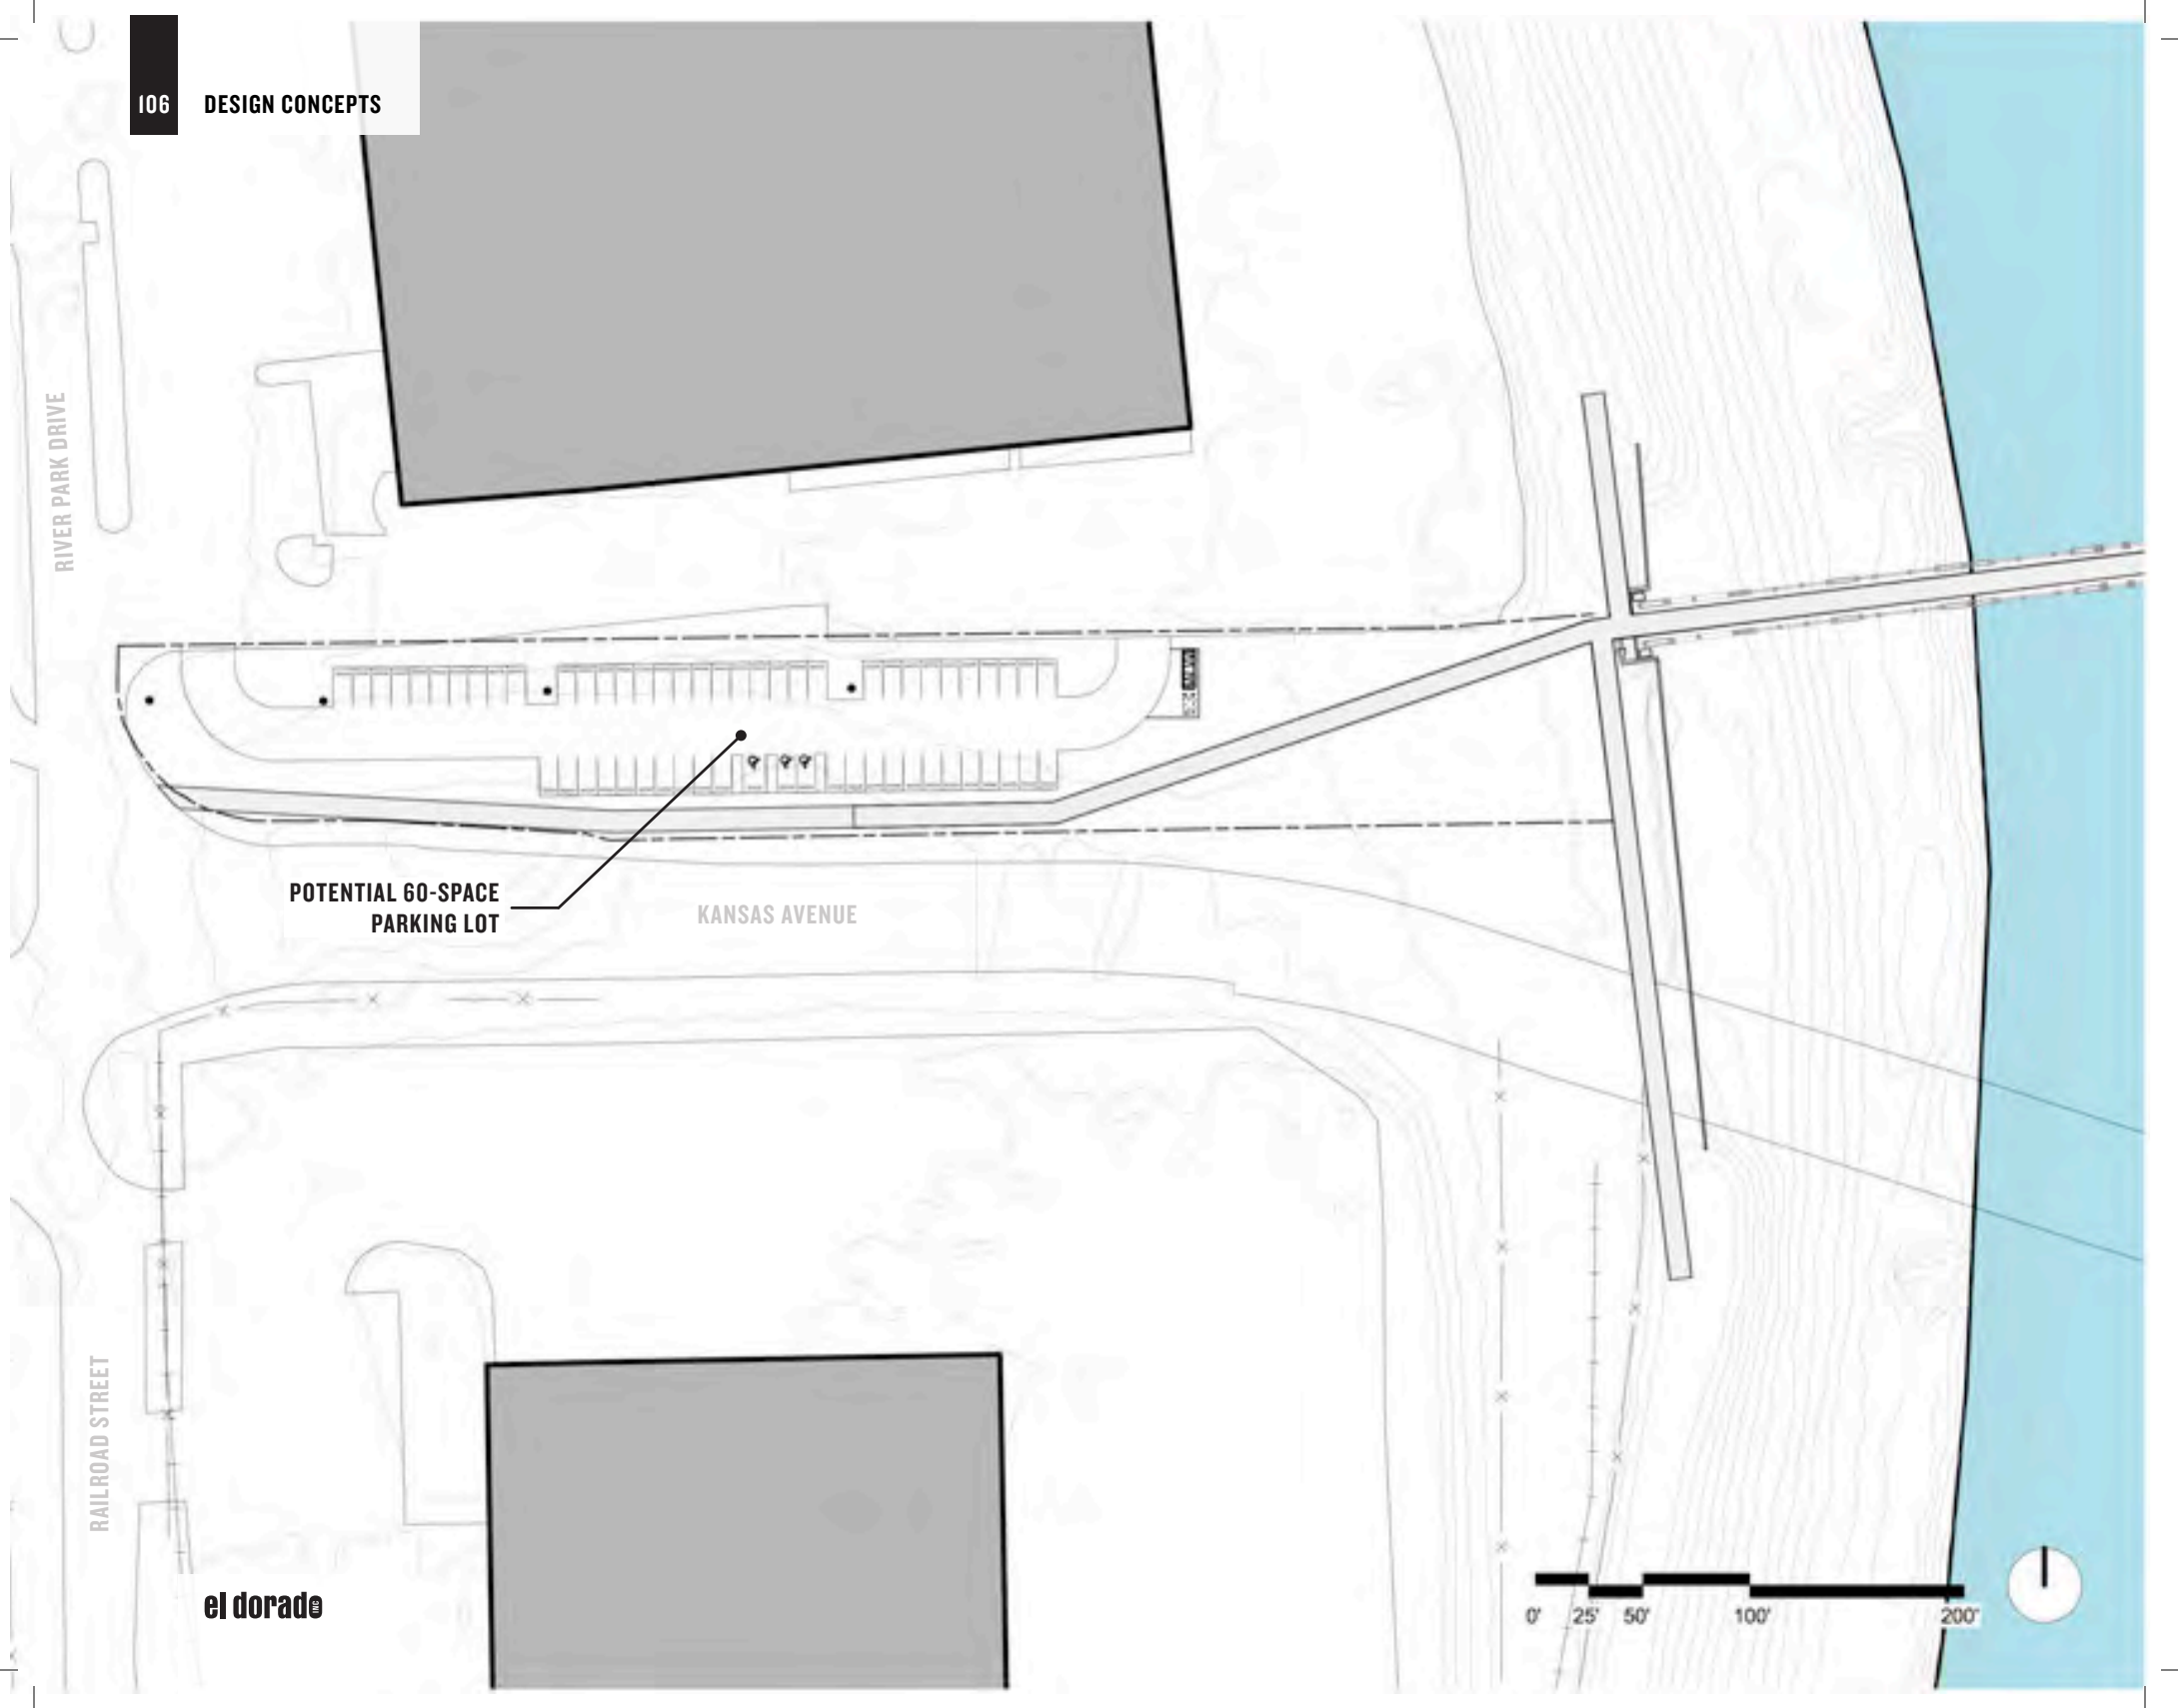 106
DESIGN CONCEPTS
RIVER PARK DRIVE
POTENTIAL 60-SPACE
PARKING LOT
KANSAS AVENUE
RAILROAD STREET
el dorado INC
0' 25' 50' 100' 200'